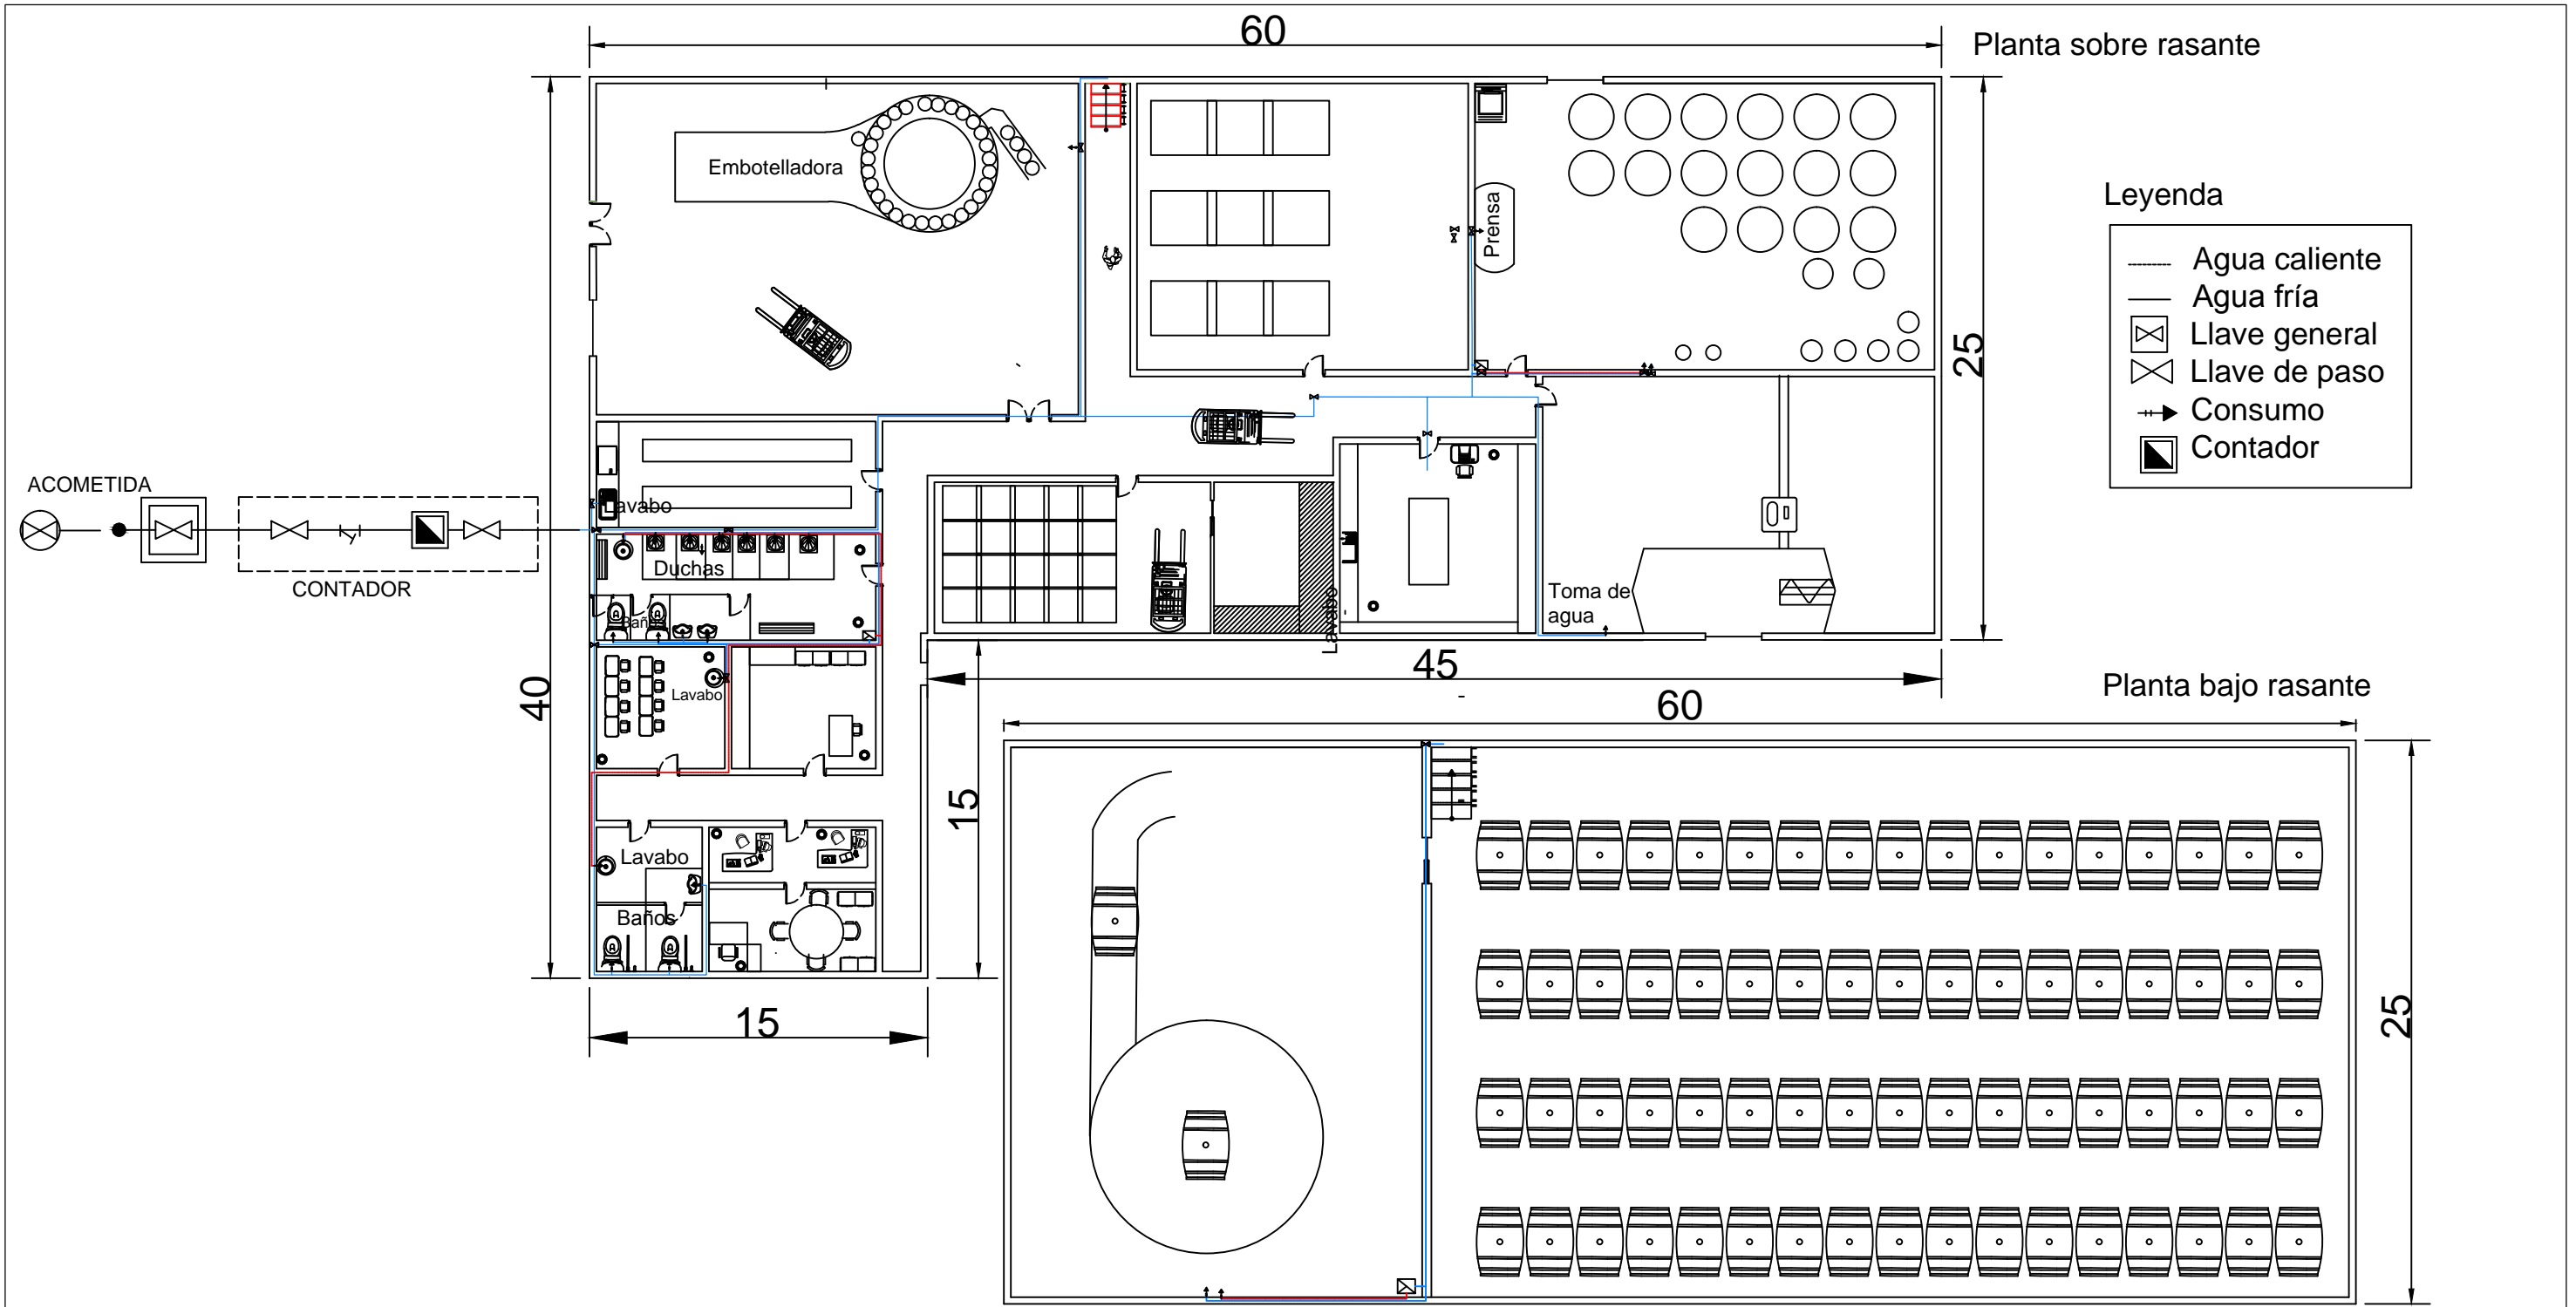 60
Planta sobre rasante
Embotelladora
Prensa
Leyenda
Agua caliente
Agua fría
Llave general
Llave de paso
Consumo
Contador
25
ACOMETIDA
CONTADOR
Lavabo
Duchas
Baños
Lavabo
Toma de
agua
Lavabo
40
45
Planta bajo rasante
60
15
Lavabo
Baños
15
25